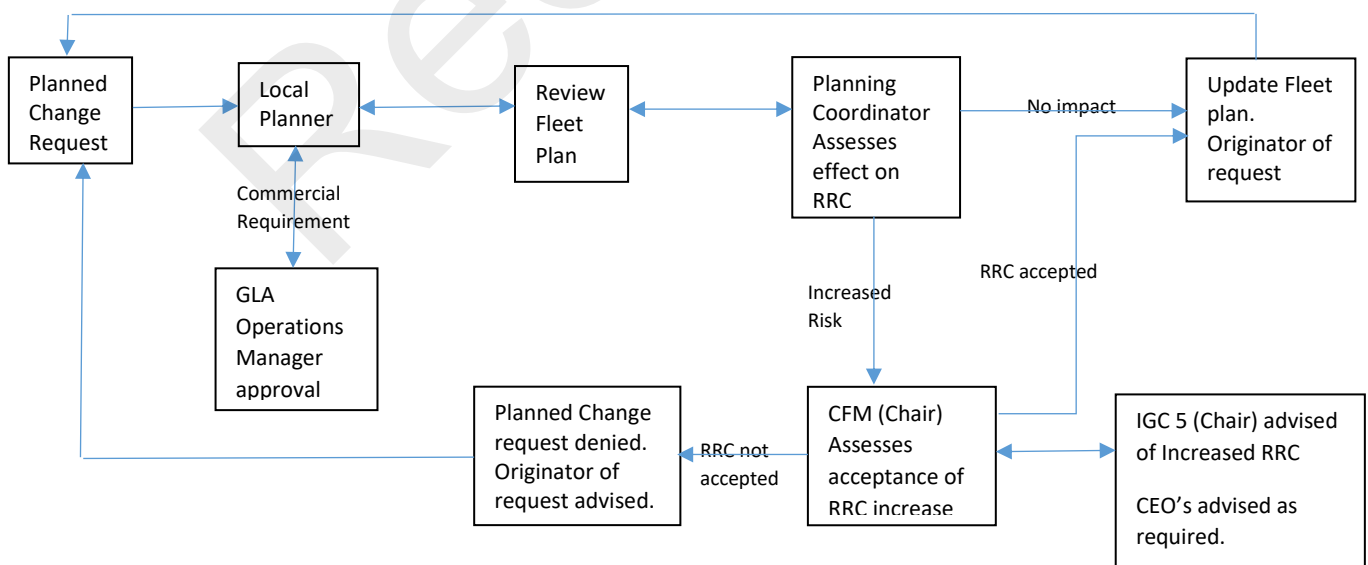 Planned
Change
Request
Local
Planner
Review
Fleet
Plan
Planning
Coordinator
Assesses
effect on
RRC
No impact
Update Fleet
plan.
Originator of
request
Commercial
Requirement
GLA
Operations
Manager
approval
Increased
Risk
RRC accepted
Planned Change
request denied.
Originator of
request advised.
RRC not
accepted
CFM (Chair)
Assesses
acceptance of
RRC increase
IGC 5 (Chair) advised
of Increased RRC
CEO’s advised as
required.